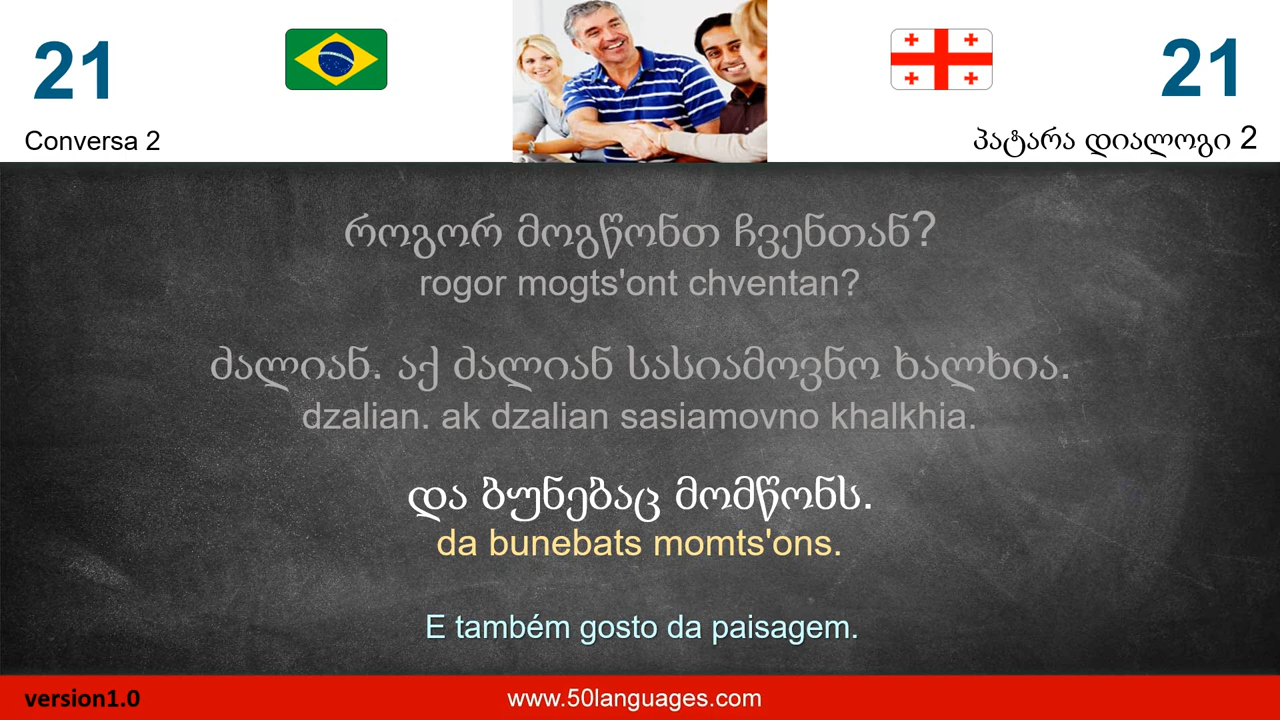 21
21
Conversa 2
პატარა დიალოგი 2
როგორ მოგწონთ ჩვენთან?
rogor mogts'ont chventan?
ძალიან. აქ ძალიან სასიამოვნო ხალხია.
dzalian. ak dzalian sasiamovno khalkhia.
და ბუნებაც მომწონს.
da bunebats momts'ons.
E também gosto da paisagem.
version1.0
www.50languages.com